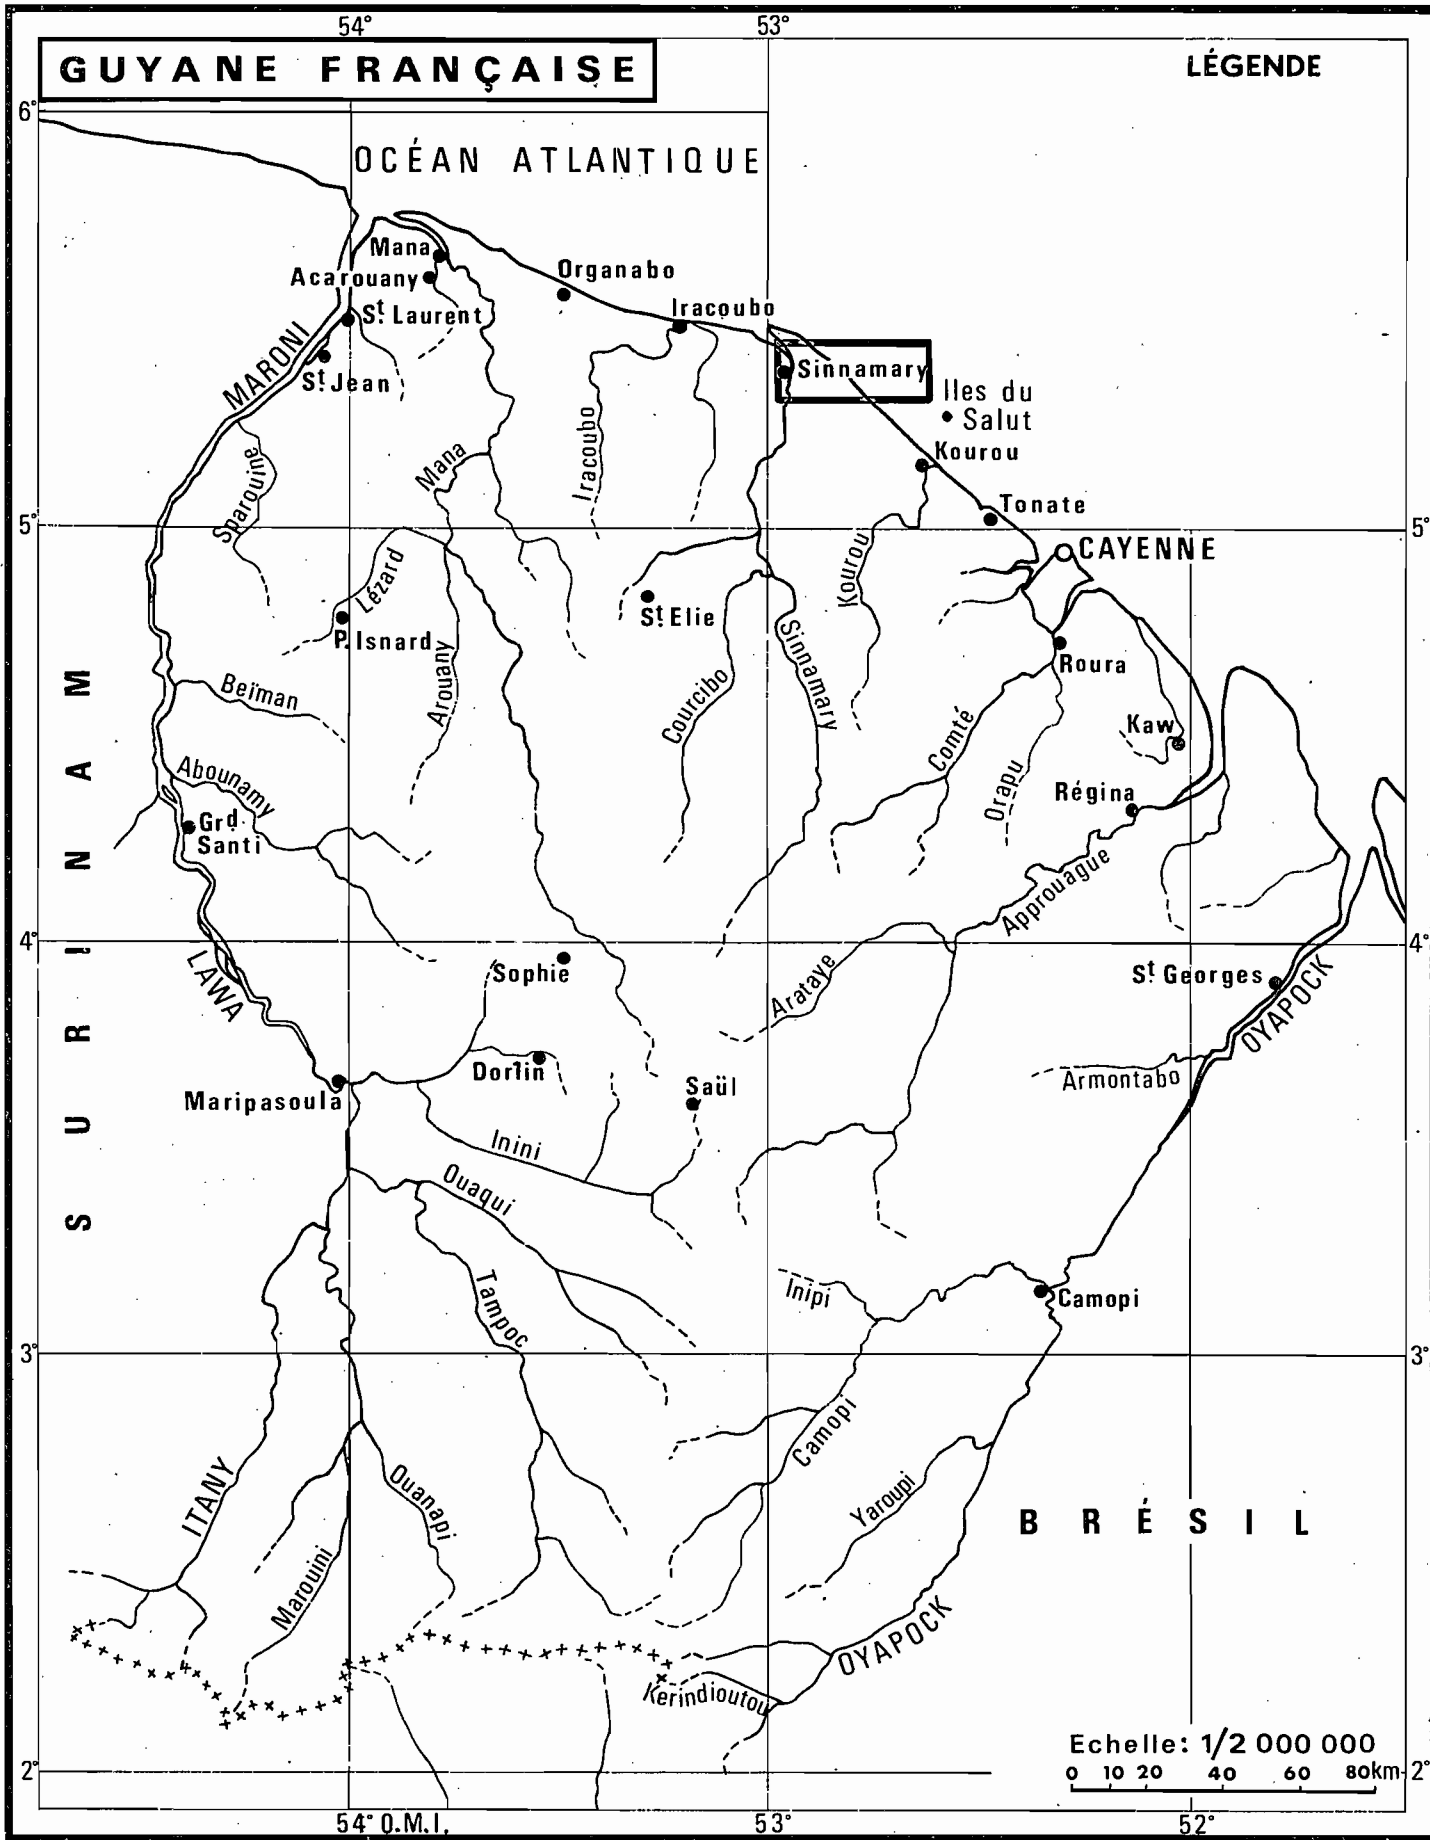 54°
53°
GUYANE FRANÇAISE
LÉGENDE
6°
OCÉAN ATLANTIQUE
Mana
Acarouany
Organabo
St. Laurent
Iracoubo
MARONI
St. Jean
Sinnamary
Iles du
Salut
Kourou
Mana
Iracoubo
Sparouine
Tonate
5°
5°
CAYENNE
Lézard
Kourou
St. Elie
P. Isnard
Sinnamary
Roura
Arouany
Beïman
Courcibo
Comté
Kaw
Orapu
Abounamy
Régina
Grd.
Santi
Approuague
SURINAM
4°
4°
LAWA
Sophie
Arataye
St. Georges
OYAPOCK
Dorlin
Armontabo
Maripasoula
Saül
Inini
Ouaqui
Tampoc
Inipi
Camopi
3°
3°
Camopi
ITANY
Ouanapi
Yaroupi
BRÉSIL
Marouini
OYAPOCK
Kerindioutou
Echelle: 1/2 000 000
0 10 20 40 60 80km
2°
2°
54° O.M.I.
53°
52°